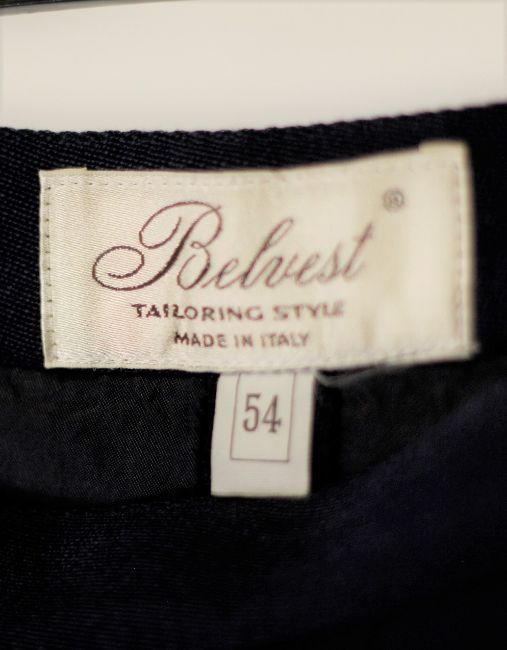 Belvest ®
TAILORING STYLE
MADE IN ITALY
54